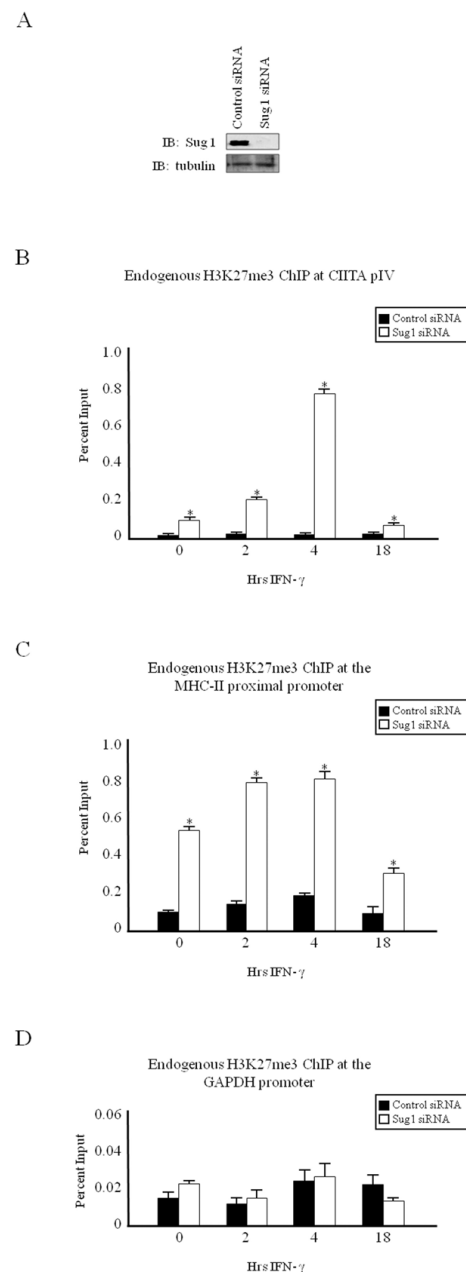 A
Control siRNA
Sug1 siRNA
IB: Sug1
IB: tubulin
B
Endogenous H3K27me3 ChIP at CIITA pIV
Control siRNA
Sug1 siRNA
Percent Input
1.0
0.8
0.6
0.4
0.2
0
* * * *
0 2 4 18
Hrs IFN-γ
C
Endogenous H3K27me3 ChIP at the
MHC-II proximal promoter
Control siRNA
Sug1 siRNA
Percent Input
1.0
0.8
0.6
0.4
0.2
0
* * * *
0 2 4 18
Hrs IFN-γ
D
Endogenous H3K27me3 ChIP at the
GAPDH promoter
Control siRNA
Sug1 siRNA
Percent Input
0.06
0.04
0.02
0
0 2 4 18
Hrs IFN-γ